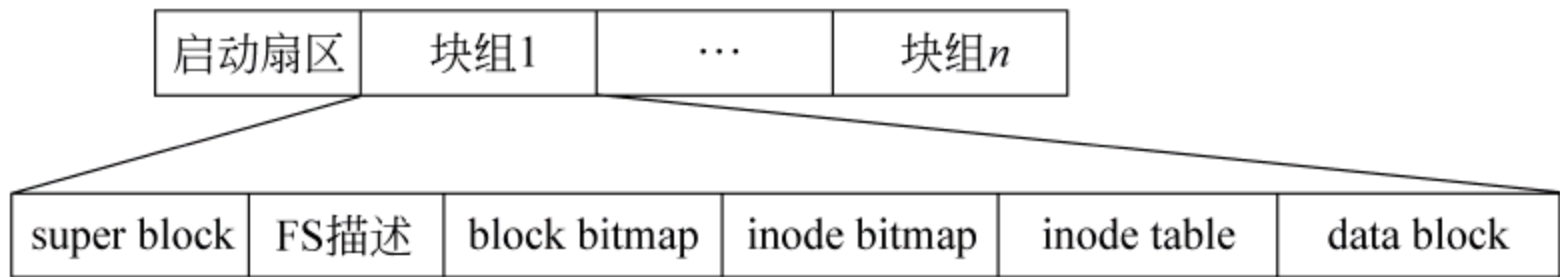 启动扇区 块组1 … 块组n
super block FS描述 block bitmap inode bitmap inode table data block